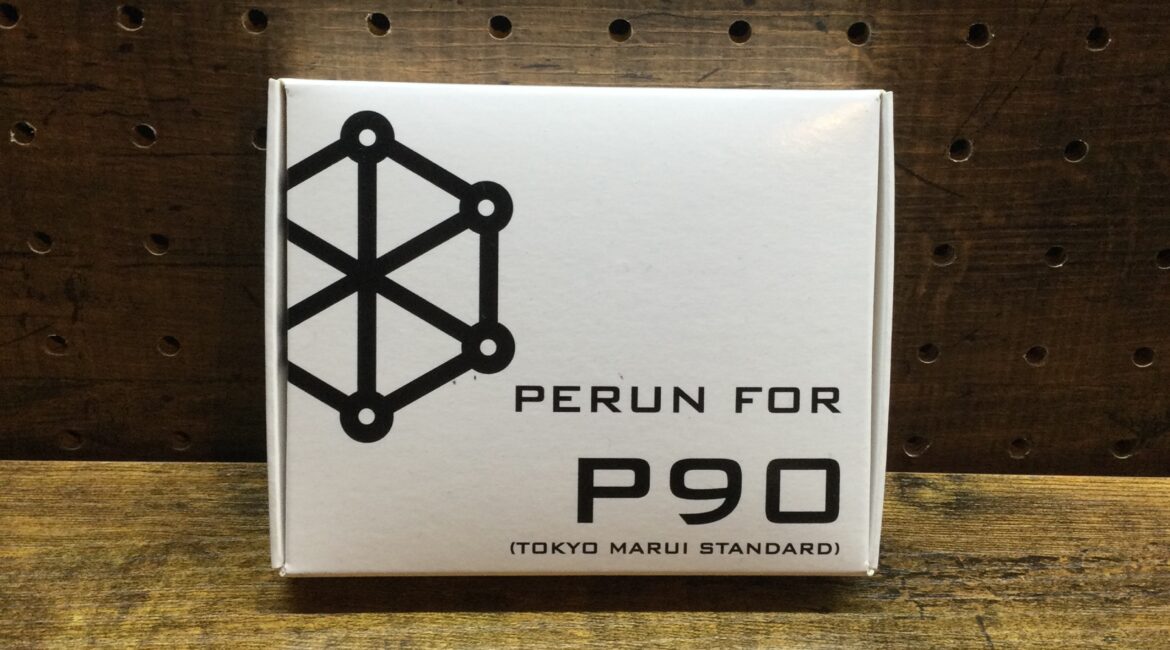 PERUN FOR
P90
(TOKYO MARUI STANDARD)